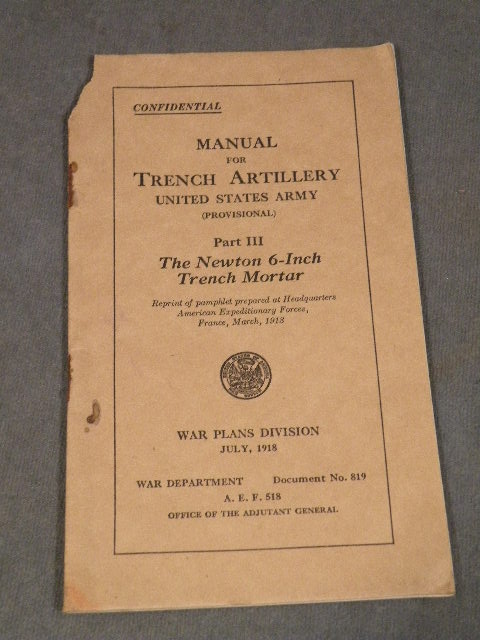 CONFIDENTIAL
MANUAL
FOR
TRENCH ARTILLERY
UNITED STATES ARMY
(PROVISIONAL)
Part III
The Newton 6-Inch
Trench Mortar
Reprint of pamphlet prepared at Headquarters
American Expeditionary Forces,
France, March, 1918
WAR PLANS DIVISION
JULY, 1918
WAR DEPARTMENT Document No. 819
A. E. F. 518
OFFICE OF THE ADJUTANT GENERAL